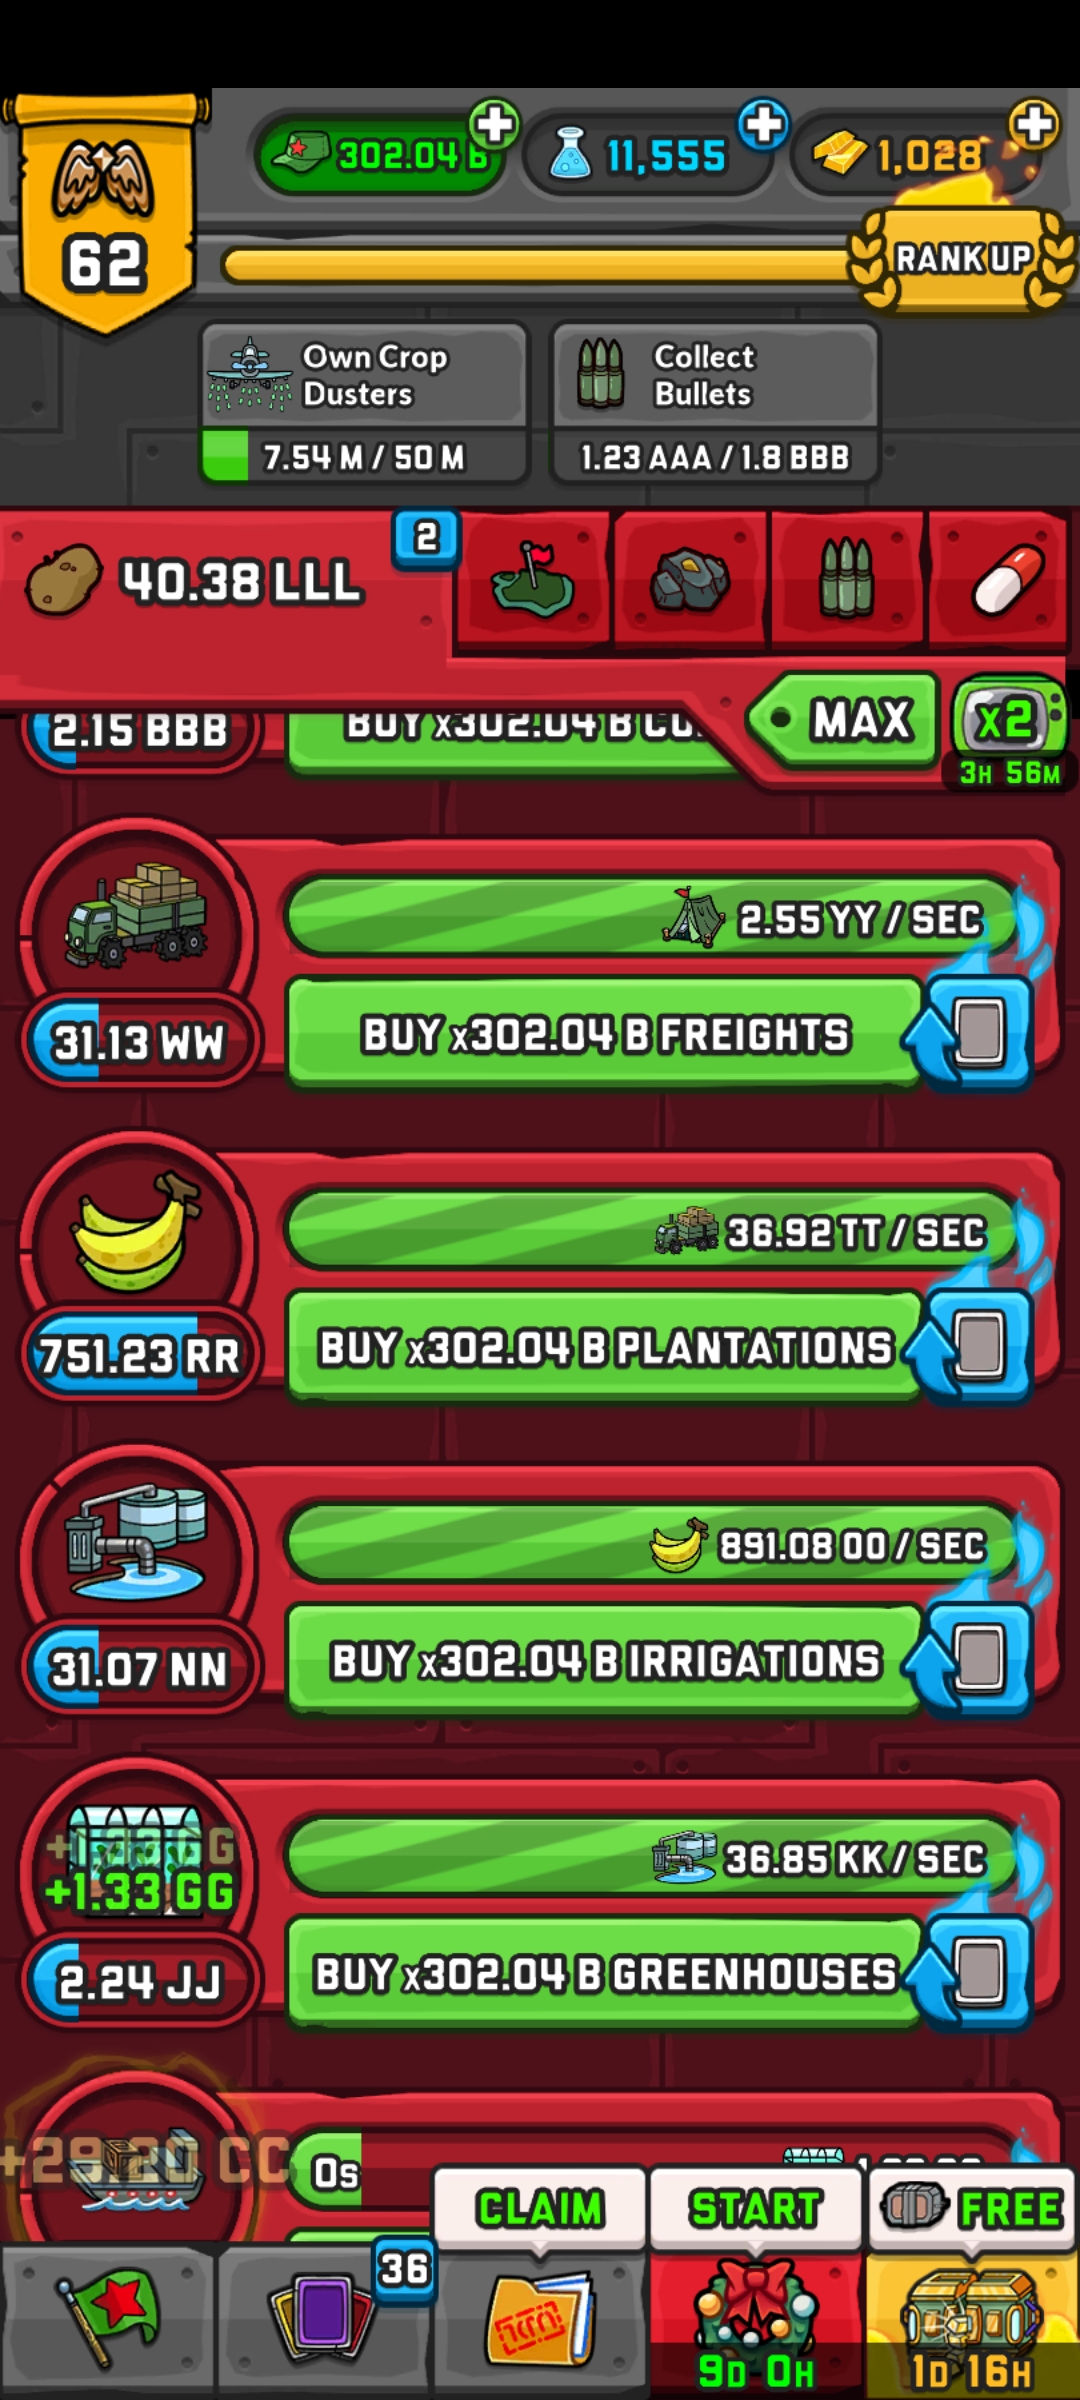 302.04 B
11,555
1,028
62
RANK UP
Own Crop
Dusters
7.54 M / 50 M
Collect
Bullets
1.23 AAA / 1.8 BBB
40.38 LLL
2
MAX
x2
3H 56M
2.15 BBB
BUY x302.04 B CO
2.55 YY / SEC
31.13 WW
BUY x302.04 B FREIGHTS
36.92 TT / SEC
751.23 RR
BUY x302.04 B PLANTATIONS
891.08 OO / SEC
31.07 NN
BUY x302.04 B IRRIGATIONS
+1.33 GG
+1.33 GG
36.85 KK / SEC
2.24 JJ
BUY x302.04 B GREENHOUSES
0s
CLAIM
START
FREE
36
9D 0H
1D 16H